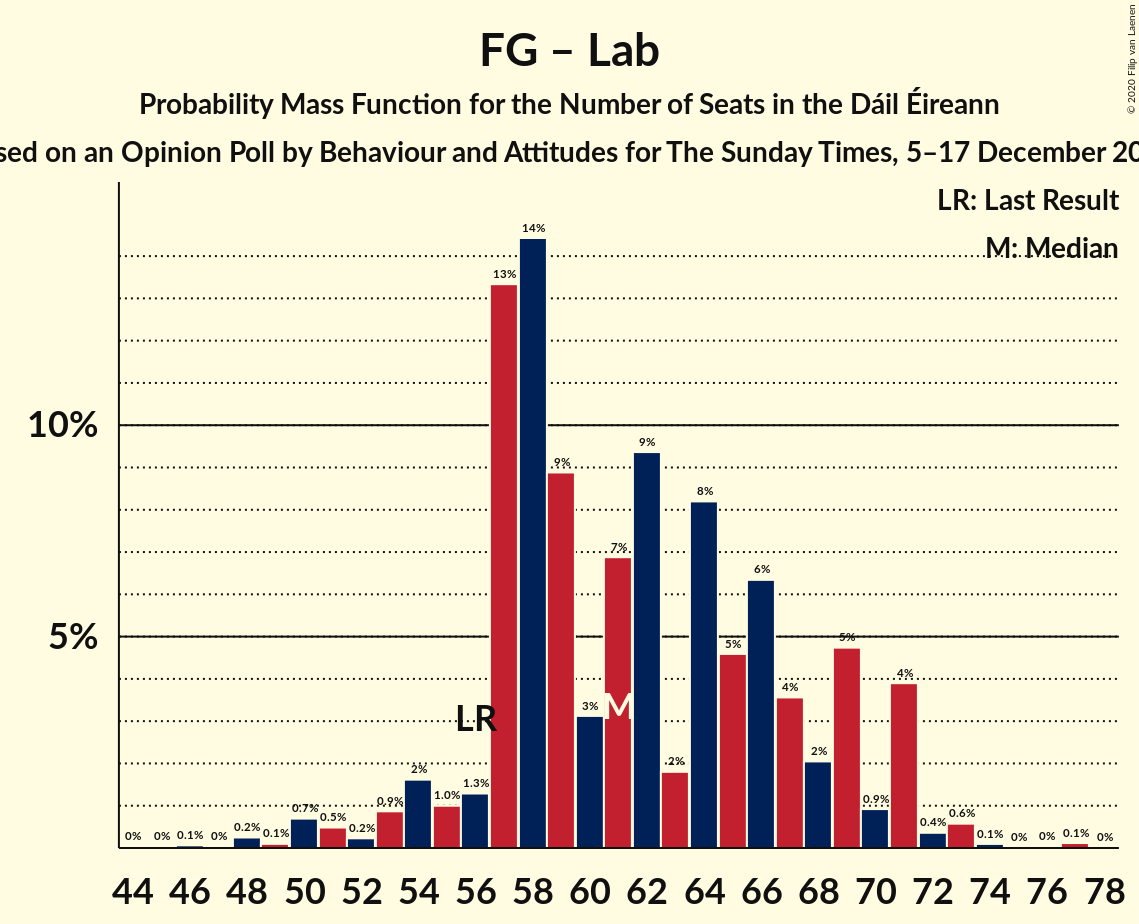 FG – Lab
Probability Mass Function for the Number of Seats in the Dáil Éireann
on an Opinion Poll by Behaviour and Attitudes for The Sunday Times, 5–17 December
© 2020 Filip van Laenen
LR: Last Result
M: Median
10%
5%
0% 0% 0.1% 0% 0.2% 0.1% 0.7% 0.5% 0.2% 0.9% 2% 1.0% 1.3% 13% 14% 9% 3% 7% 9% 2% 8% 5% 6% 4% 2% 5% 0.9% 4% 0.4% 0.6% 0.1% 0% 0% 0.1% 0%
LR
M
44 46 48 50 52 54 56 58 60 62 64 66 68 70 72 74 76 78